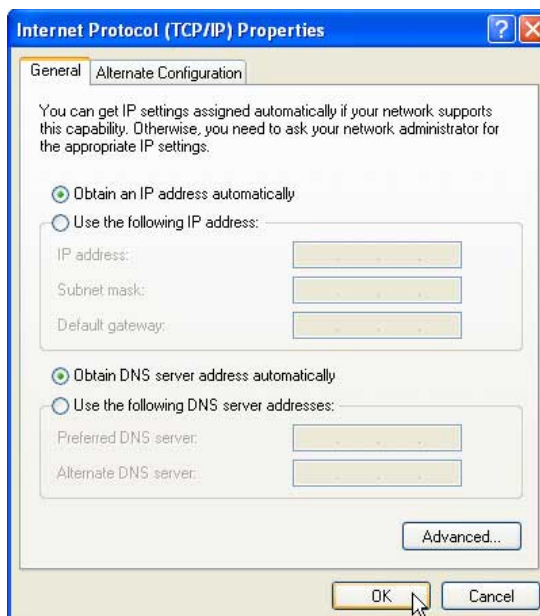 Internet Protocol (TCP/IP) Properties
General
Alternate Configuration
You can get IP settings assigned automatically if your network supports
this capability. Otherwise, you need to ask your network administrator for
the appropriate IP settings.
Obtain an IP address automatically
Use the following IP address:
IP address:
Subnet mask:
Default gateway:
Obtain DNS server address automatically
Use the following DNS server addresses:
Preferred DNS server:
Alternate DNS server:
Advanced...
OK
Cancel